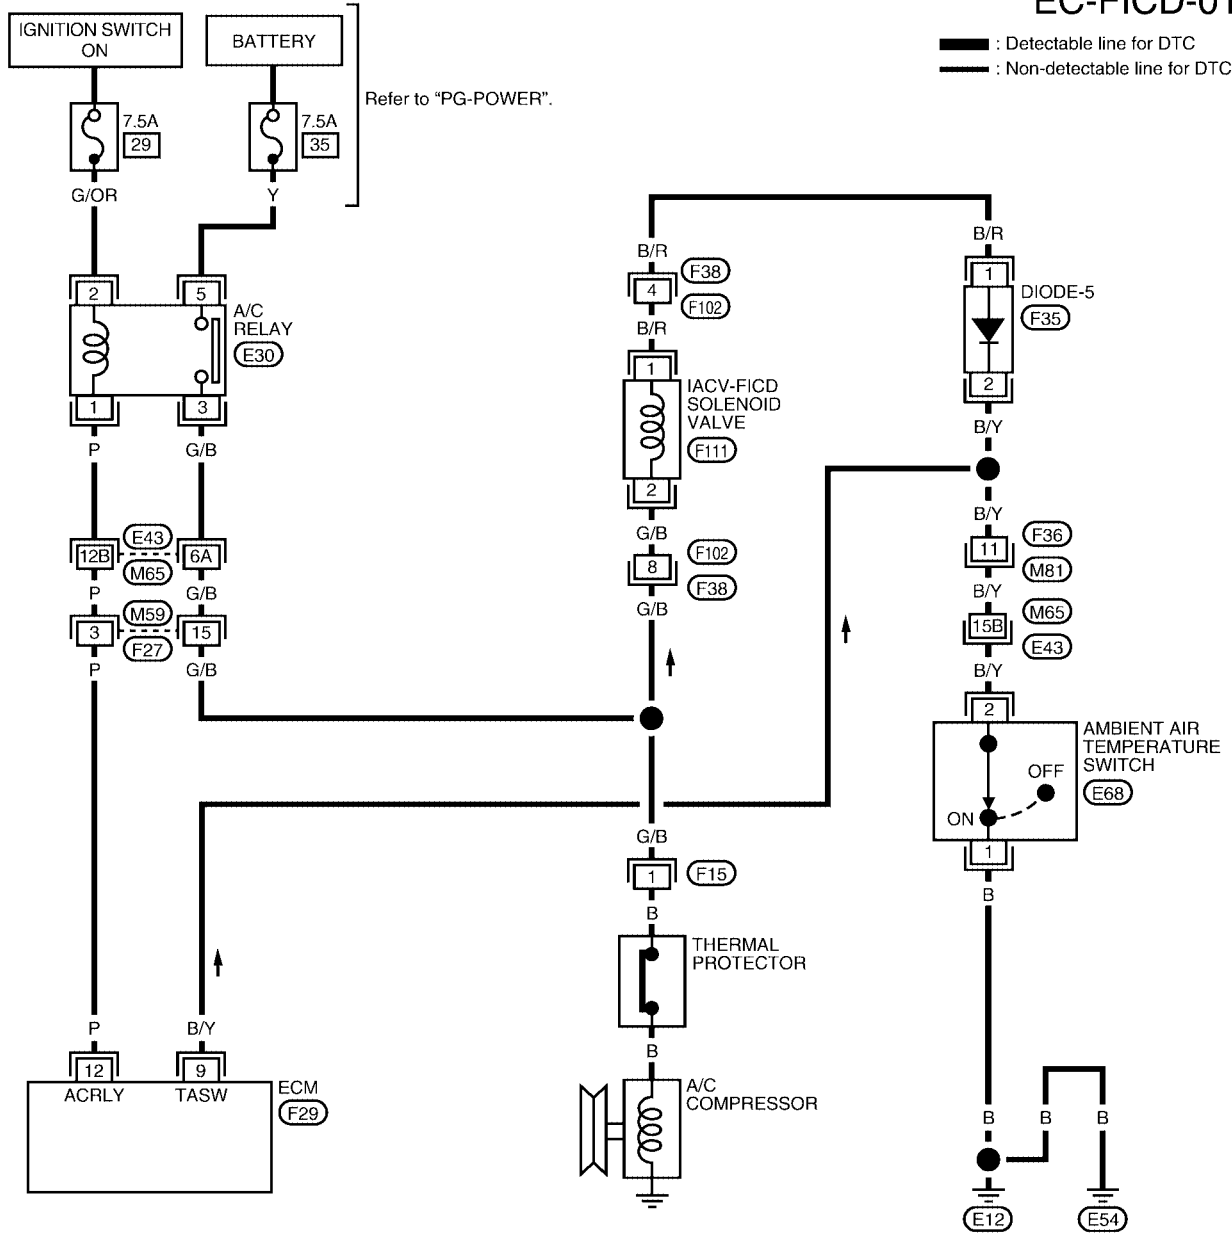 EC-FICD-01
: Detectable line for DTC
: Non-detectable line for DTC
IGNITION SWITCH
ON
BATTERY
Refer to “PG-POWER”.
7.5A
29
7.5A
35
G/OR
Y
2
5
A/C
RELAY
E30
1
3
P
G/B
12B
E43
M65
6A
P
G/B
3
M59
F27
15
P
G/B
B/R
4
F38
F102
B/R
1
IACV-FICD
SOLENOID
VALVE
F111
2
G/B
8
F102
F38
G/B
B/R
1
DIODE-5
F35
2
B/Y
B/Y
11
F36
M81
B/Y
15B
M65
E43
B/Y
2
AMBIENT AIR
TEMPERATURE
SWITCH
E68
OFF
ON
1
B
G/B
1
F15
B
THERMAL
PROTECTOR
B
A/C
COMPRESSOR
P
B/Y
12
9
ACRLY
TASW
ECM
F29
B
B
B
E12
E54